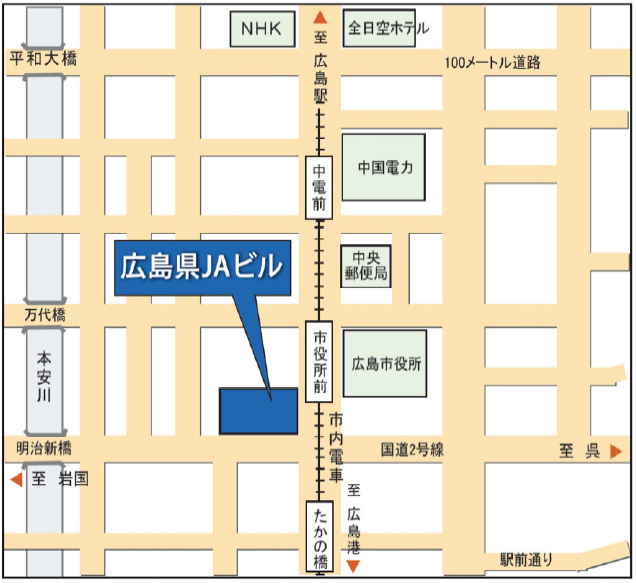 NHK
全日空ホテル
至 広島駅
平和大橋
100メートル道路
中国電力
中電前
中央
郵便局
広島県JAビル
万代橋
市役所前
広島市役所
本安川
市内電車
明治新橋
国道2号線
至 呉
至 岩国
至 広島港
たかの橋
駅前通り